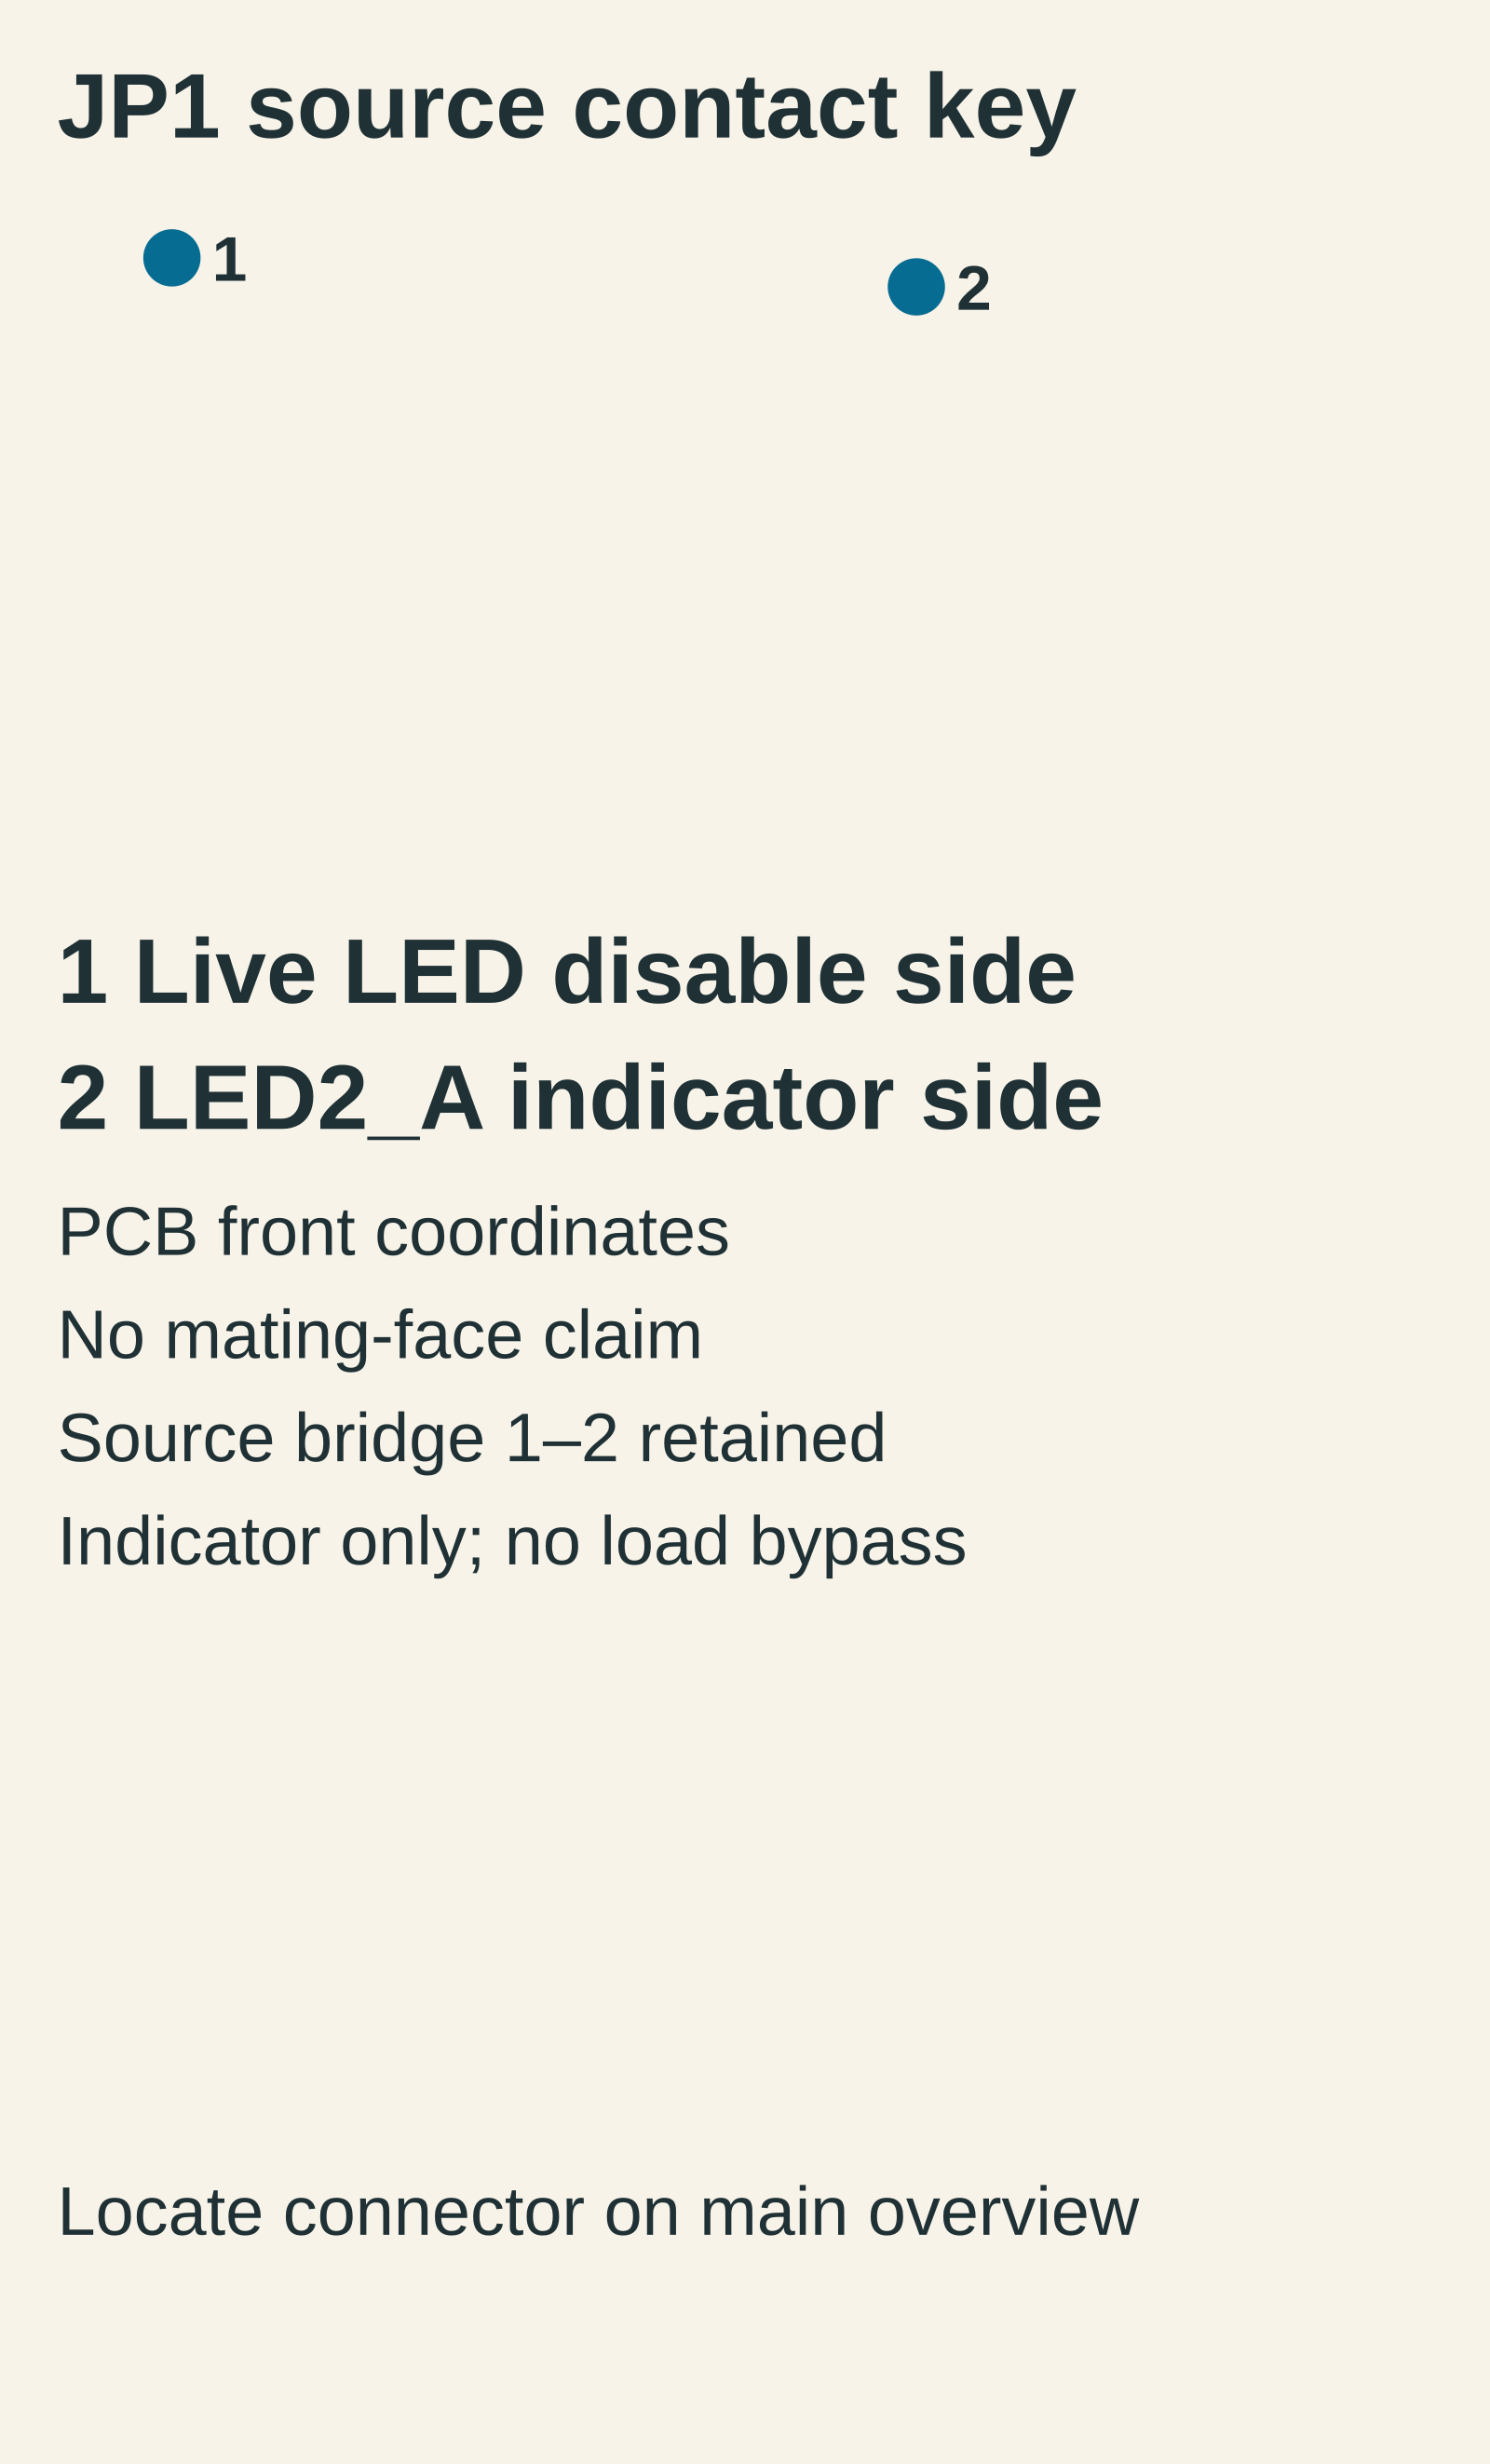 JP1 source contact key
1
2
1 Live LED disable side
2 LED2_A indicator side
PCB front coordinates
No mating-face claim
Source bridge 1–2 retained
Indicator only; no load bypass
Locate connector on main overview